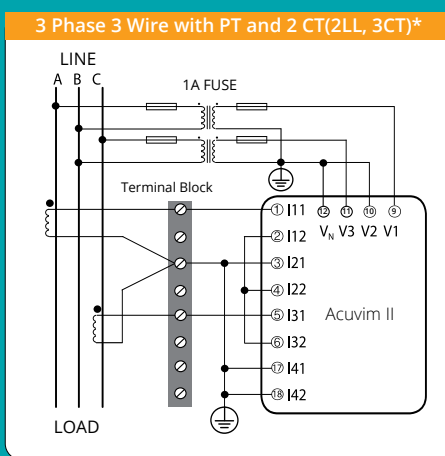 3 Phase 3 Wire with PT and 2 CT(2LL, 3CT)*
LINE
A B C
1A FUSE
Terminal Block
12 11 10 9
VN V3 V2 V1
1 I11
2 I12
3 I21
4 I22
5 I31
6 I32
17 I41
18 I42
Acuvim II
LOAD